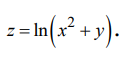 z = ln(x² + y).